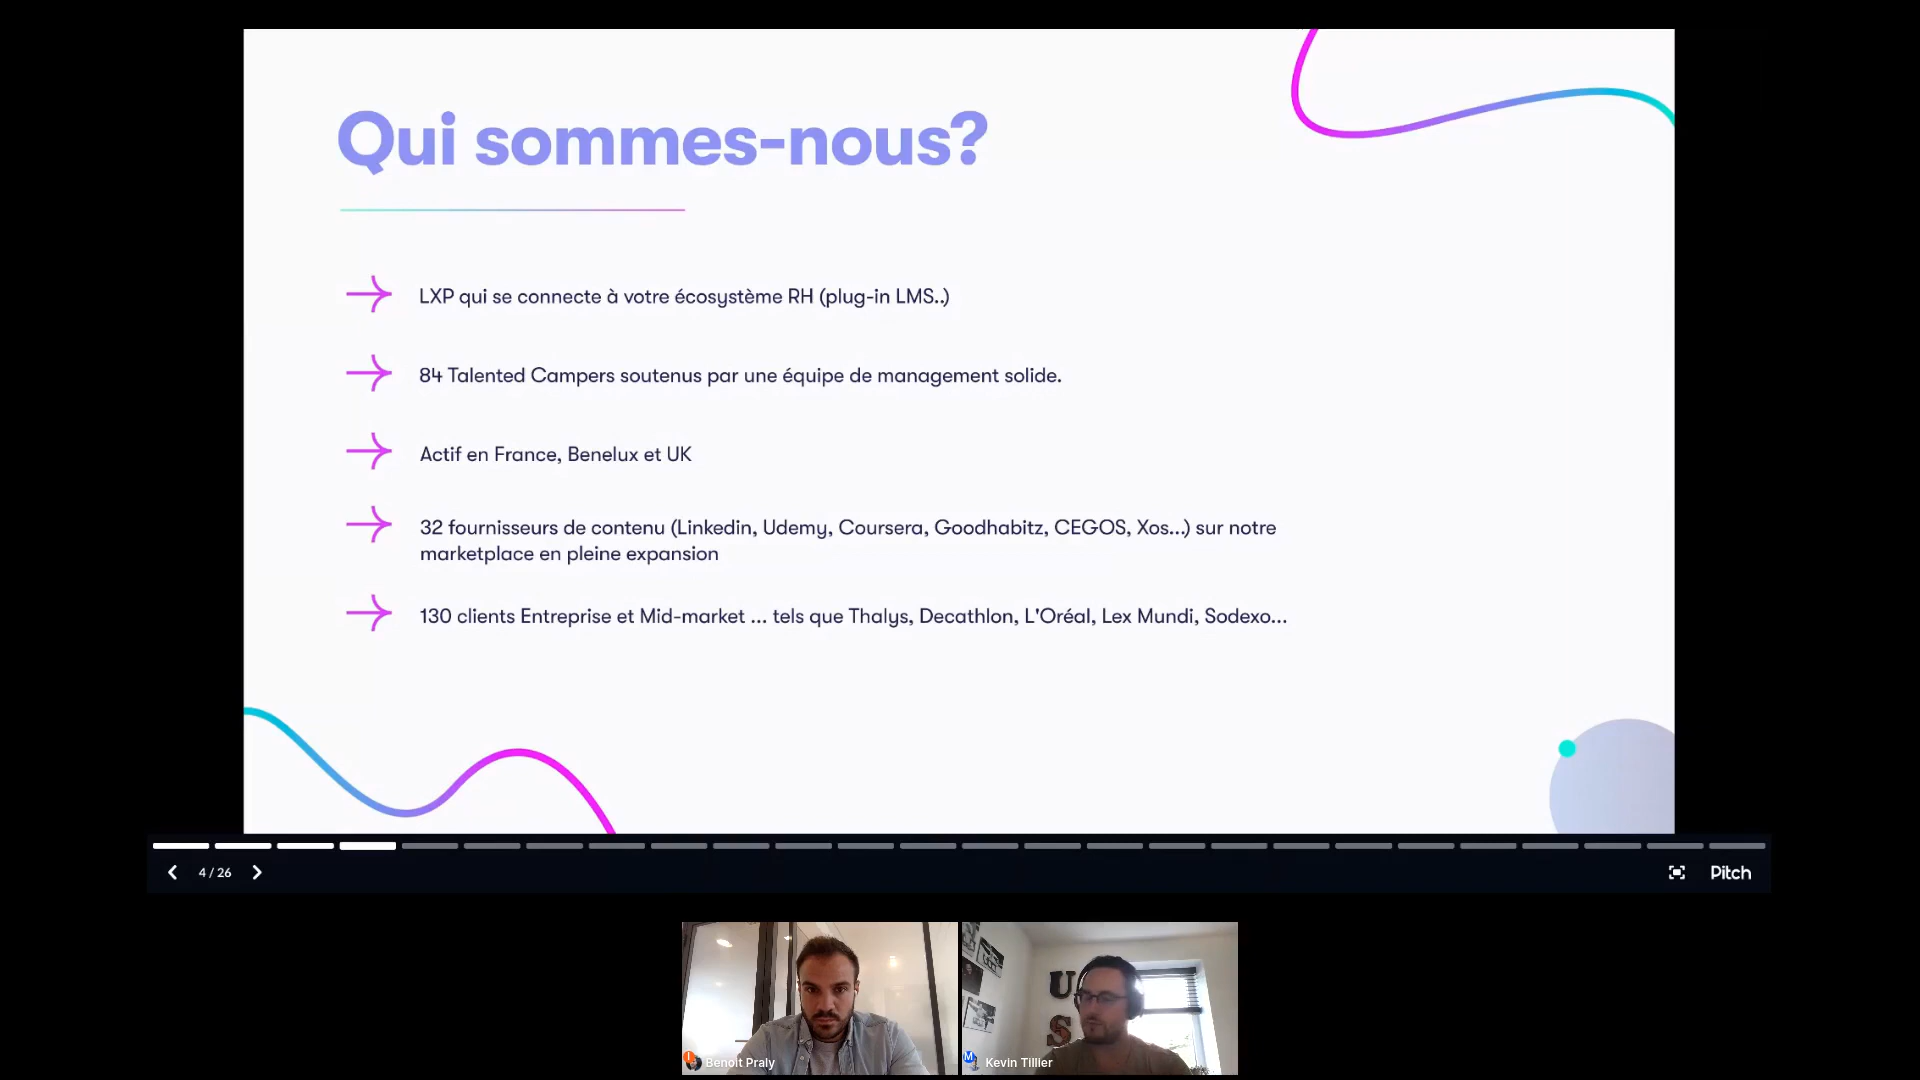 Qui sommes-nous?
LXP qui se connecte à votre écosystème RH (plug-in LMS..)
84 Talented Campers soutenus par une équipe de management solide.
Actif en France, Benelux et UK
32 fournisseurs de contenu (Linkedin, Udemy, Coursera, Goodhabitz, CEGOS, Xos...) sur notre
marketplace en pleine expansion
130 clients Entreprise et Mid-market ... tels que Thalys, Decathlon, L'Oréal, Lex Mundi, Sodexo...
4 / 26
Pitch
U
S
Benoit Praly
Kevin Tillier